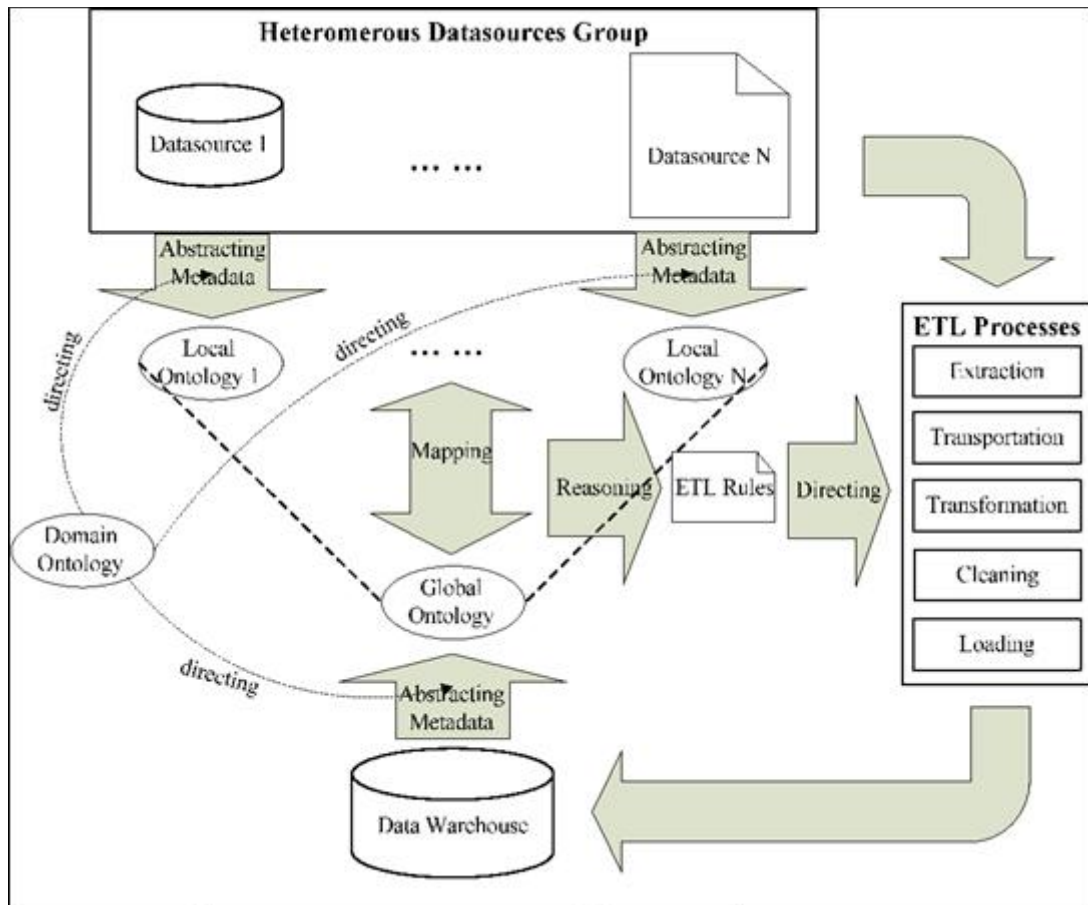 Heteromerous Datasources Group
Datasource 1
... ...
Datasource N
Abstracting
Metadata
Abstracting
Metadata
directing
directing
Local
Ontology 1
... ...
Local
Ontology N
ETL Processes
Extraction
Transportation
Transformation
Cleaning
Loading
Mapping
Reasoning
ETL Rules
Directing
Domain
Ontology
Global
Ontology
directing
Abstracting
Metadata
Data Warchouse